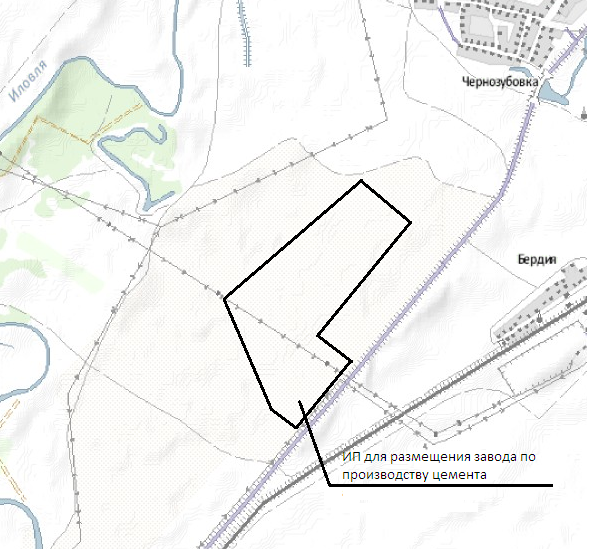 Чернозубовка
Иловля
Бердия
ИП для размещения завода по
производству цемента